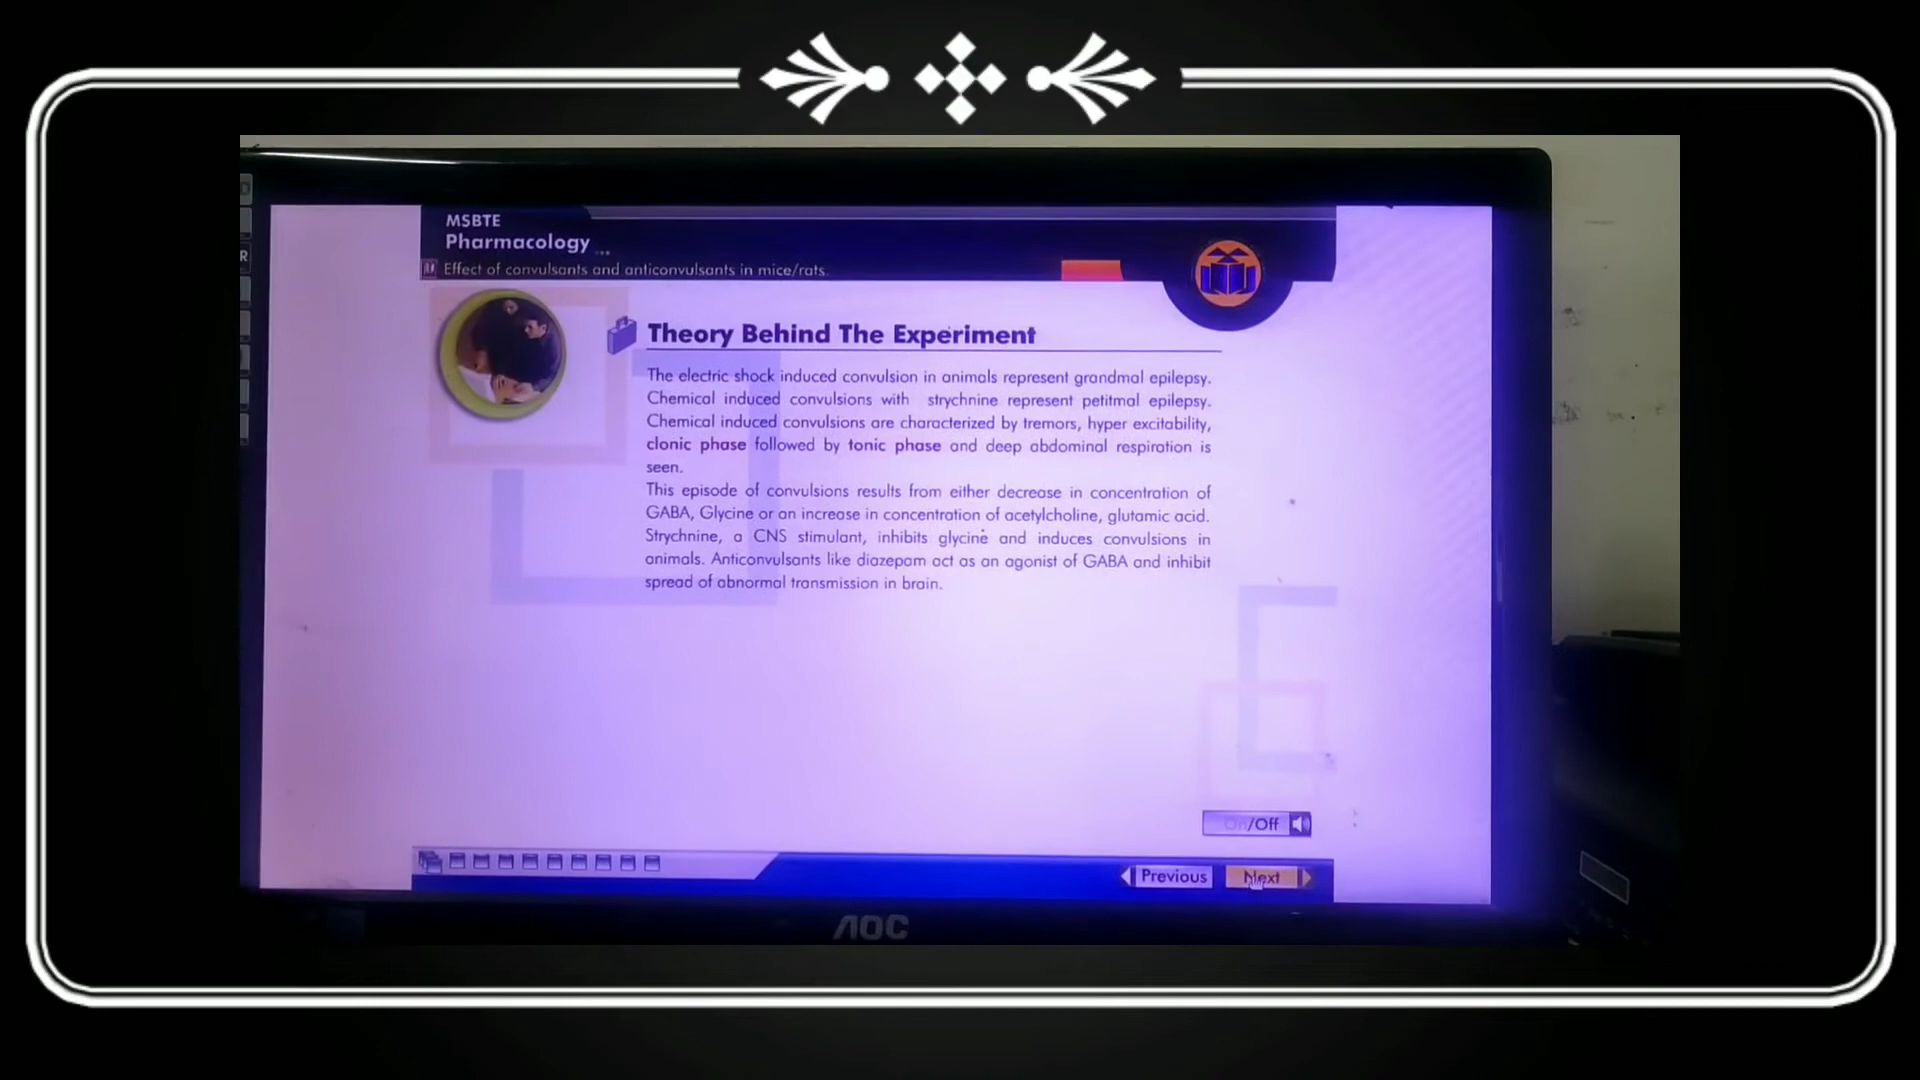 MSBTE
Pharmacology ...
Effect of convulsants and anticonvulsants in mice/rats.
Theory Behind The Experiment
The electric shock induced convulsion in animals represent grandmal epilepsy.
Chemical induced convulsions with strychnine represent petitmal epilepsy.
Chemical induced convulsions are characterized by tremors, hyper excitability,
clonic phase followed by tonic phase and deep abdominal respiration is
seen.
This episode of convulsions results from either decrease in concentration of
GABA, Glycine or an increase in concentration of acetylcholine, glutamic acid.
Strychnine, a CNS stimulant, inhibits glycine and induces convulsions in
animals. Anticonvulsants like diazepam act as an agonist of GABA and inhibit
spread of abnormal transmission in brain.
On/Off
Previous
Next
AOC